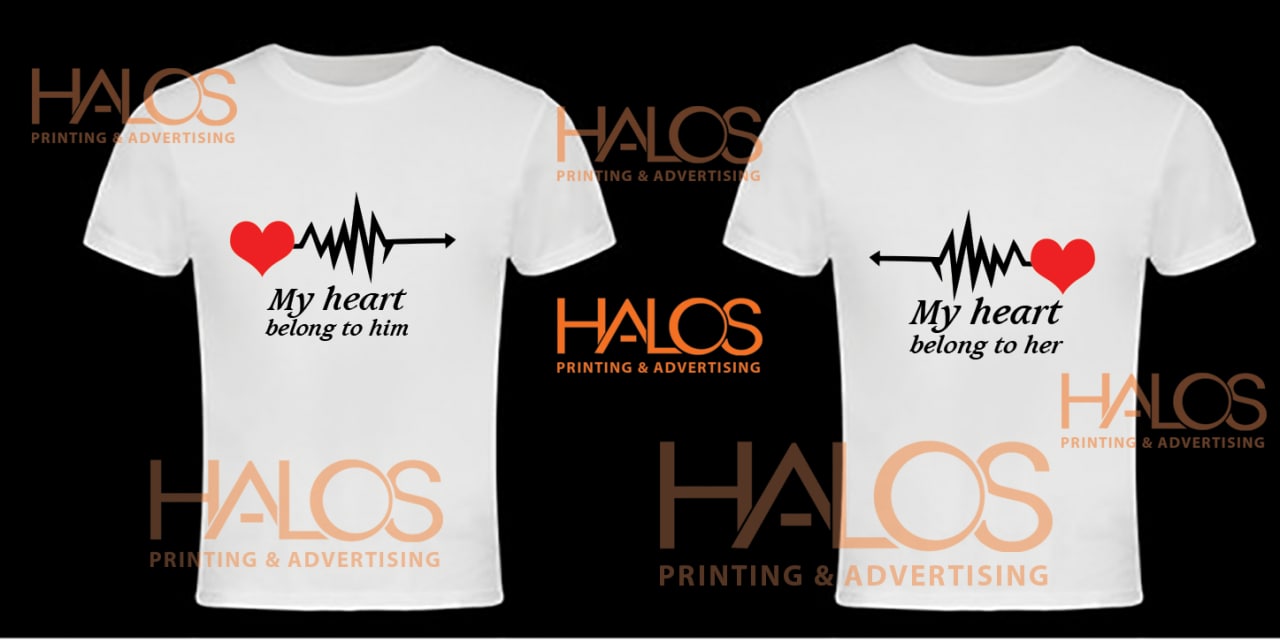 HALOS
PRINTING & ADVERTISING
HALOS
PRINTING & ADVERTISING
My heart
belong to him
My heart
belong to her
HALOS
PRINTING & ADVERTISING
HALOS
PRINTING & ADVERTISING
HALOS
PRINTING & ADVERTISING
HALOS
PRINTING & ADVERTISING